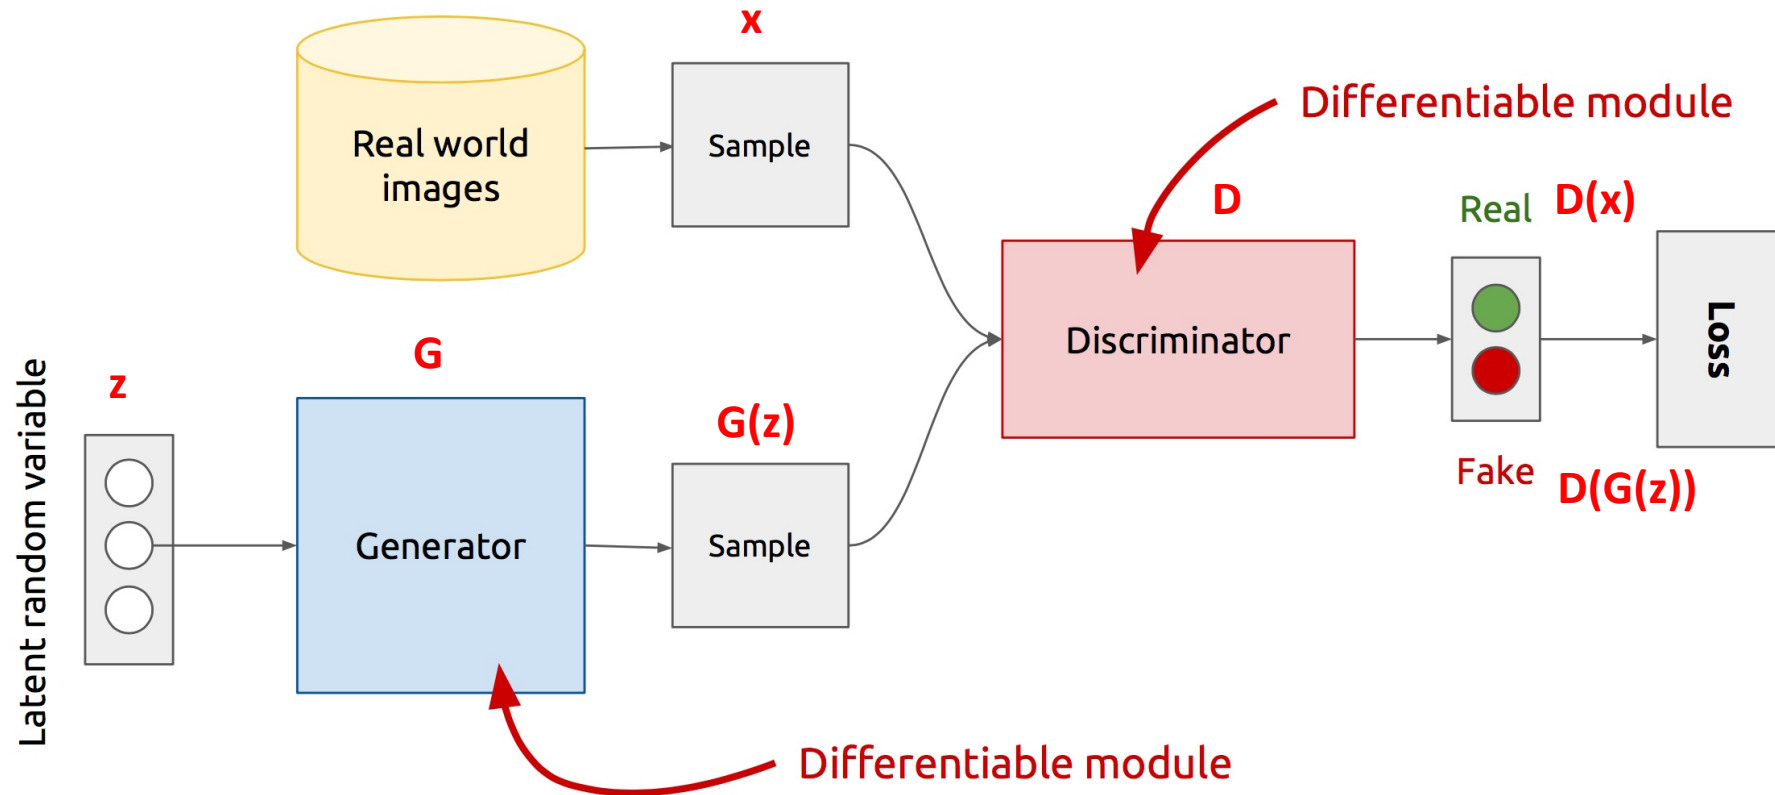 x
Real world
images
Sample
Differentiable module
D
Real
D(x)
Discriminator
Loss
Latent random variable
z
G
Generator
G(z)
Sample
Fake
D(G(z))
Differentiable module